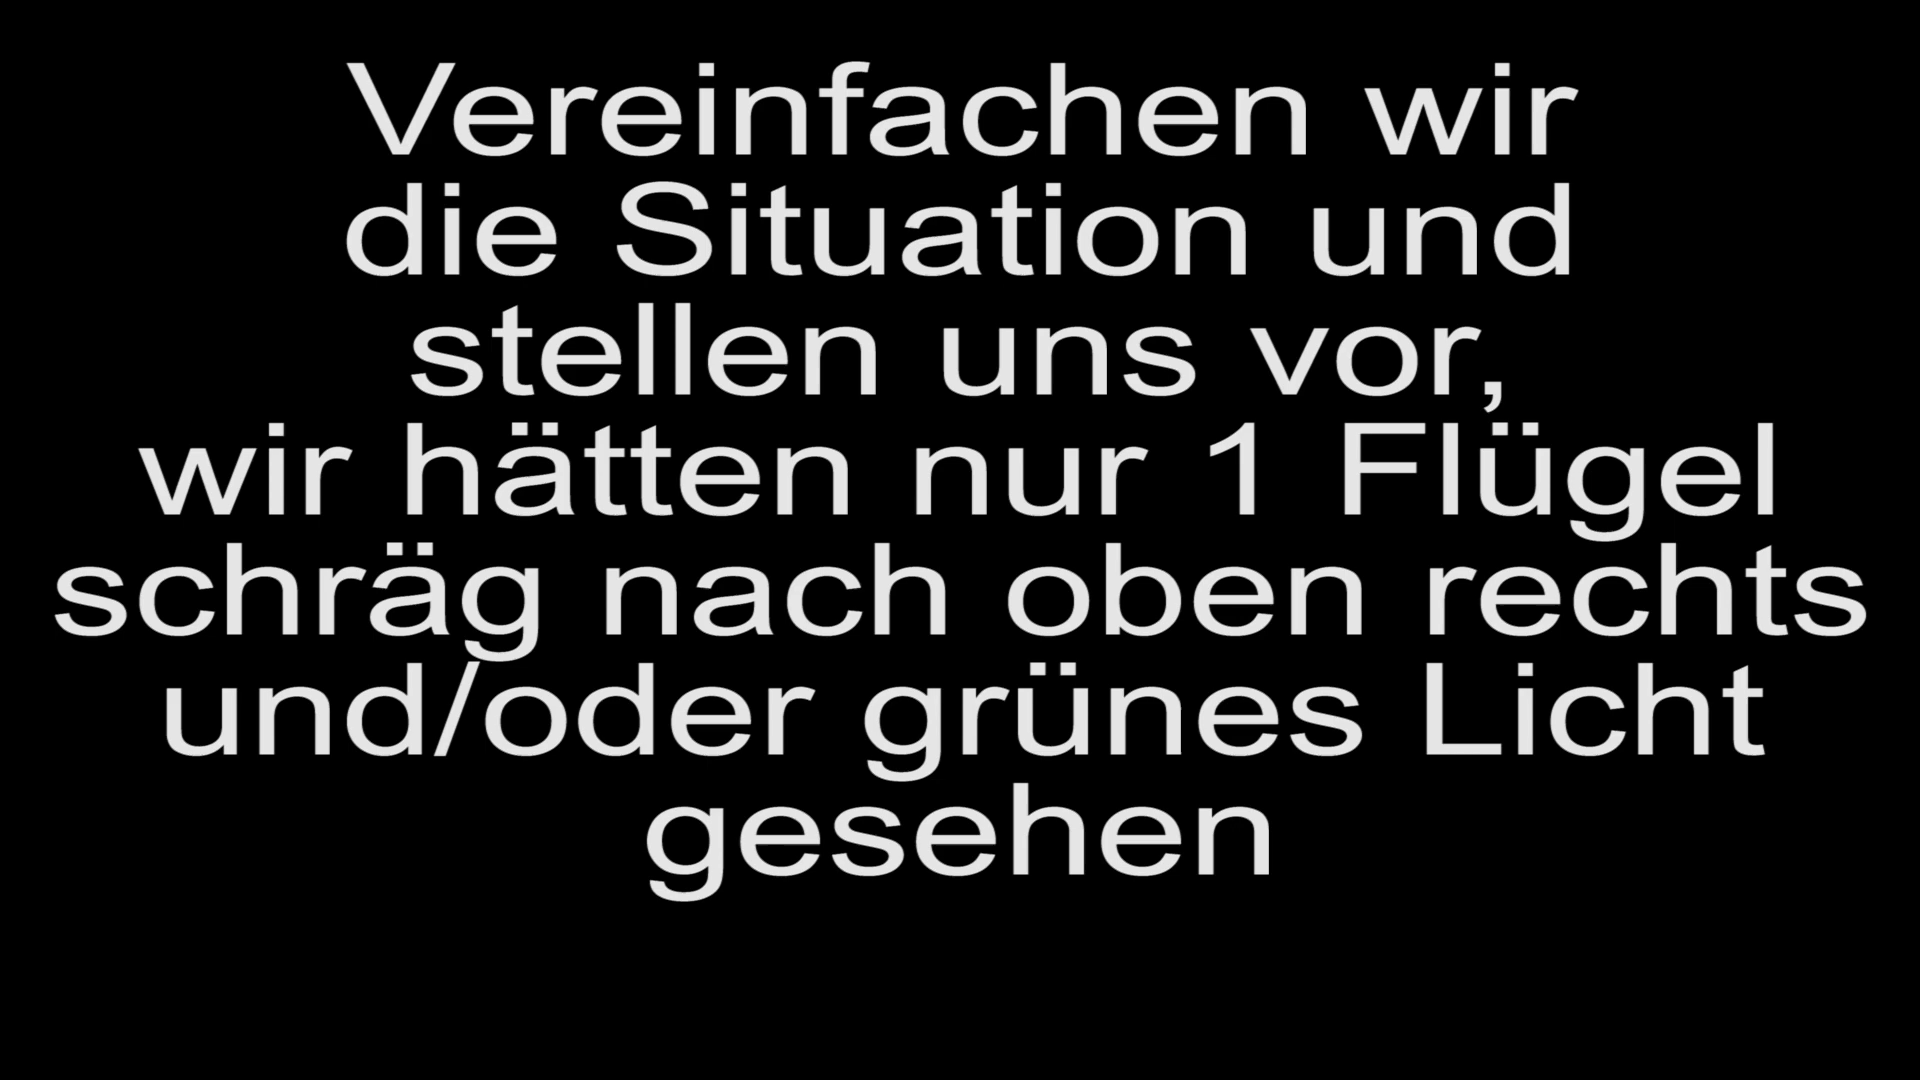 Vereinfachen wir
die Situation und
stellen uns vor,
wir hätten nur 1 Flügel
schräg nach oben rechts
und/oder grünes Licht
gesehen